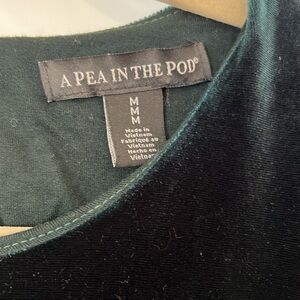 A PEA IN THE POD®
M
M
M
Made in
Vietnam
Fabriqué au
Vietnam
Hecho en
Vietnam